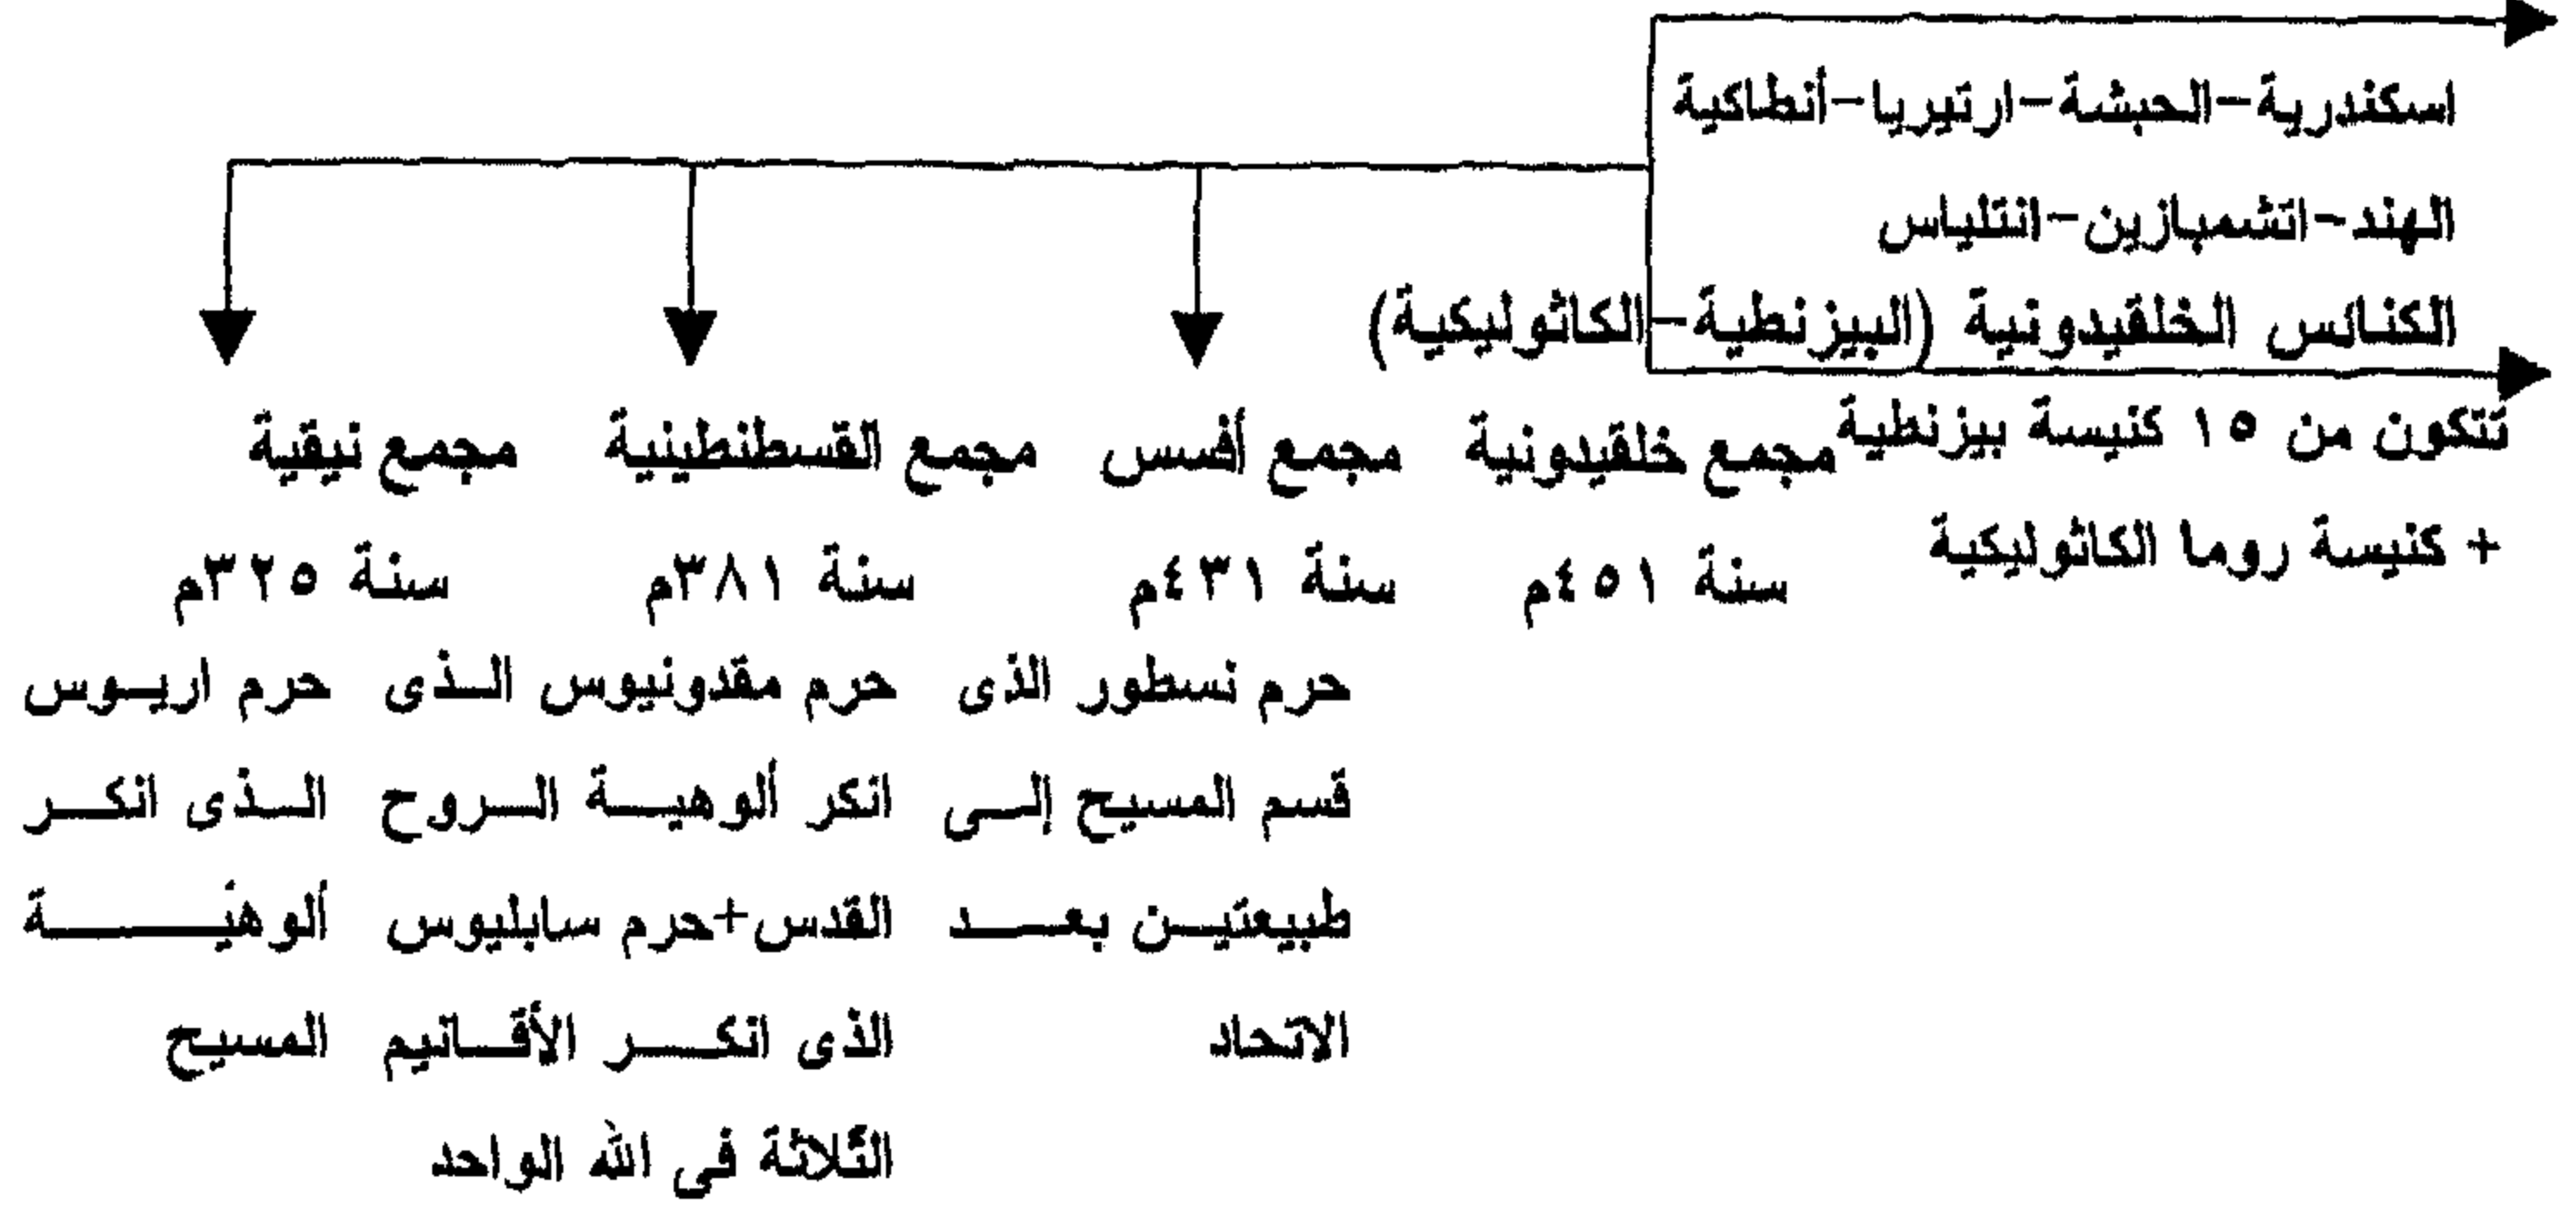 اسكندرية-الحبشة-ارتيريا-أنطاكية
الهند-اتشمبازين-انتلياس
الكنائس الخلقيدونية (البيزنطية-الكاثوليكية)
تتكون من ١٥ كنيسة بيزنطية
+ كنيسة روما الكاثوليكية
مجمع خلقيدونية
سنة ٤٥١م
مجمع أفسس
سنة ٤٣١م
حرم نسطور الذى
قسم المسيح إلى
طبيعتين بعد
الاتحاد
مجمع القسطنطينية
سنة ٣٨١م
حرم مقدونيوس الذى
انكر ألوهية الروح
القدس+حرم سابليوس
الذى انكر الأقانيم
الثلاثة فى الله الواحد
مجمع نيقية
سنة ٣٢٥م
حرم اريوس
الذى انكر
ألوهية
المسيح